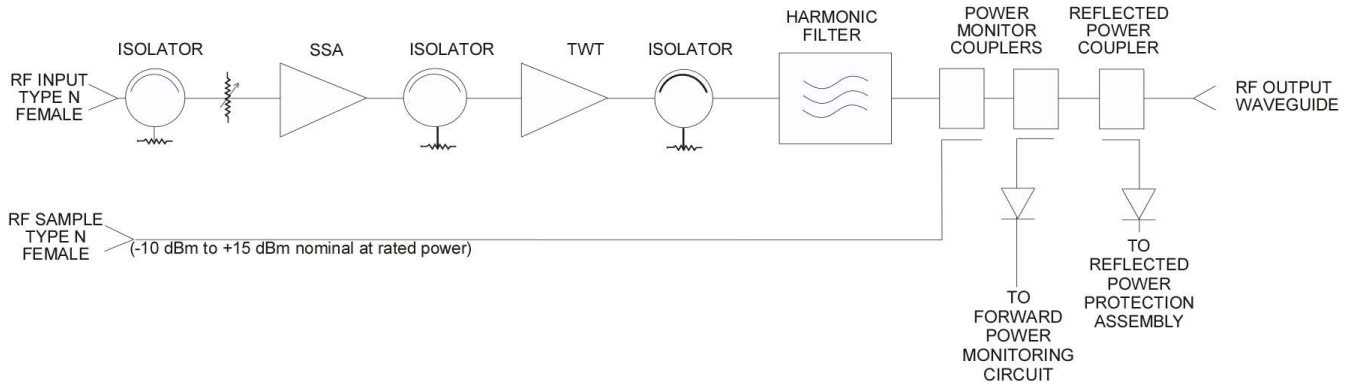 ISOLATOR
SSA
ISOLATOR
TWT
ISOLATOR
HARMONIC
FILTER
POWER
MONITOR
COUPLERS
REFLECTED
POWER
COUPLER
RF INPUT
TYPE N
FEMALE
RF OUTPUT
WAVEGUIDE
RF SAMPLE
TYPE N
FEMALE
(-10 dBm to +15 dBm nominal at rated power)
TO
FORWARD
POWER
MONITORING
CIRCUIT
TO
REFLECTED
POWER
PROTECTION
ASSEMBLY